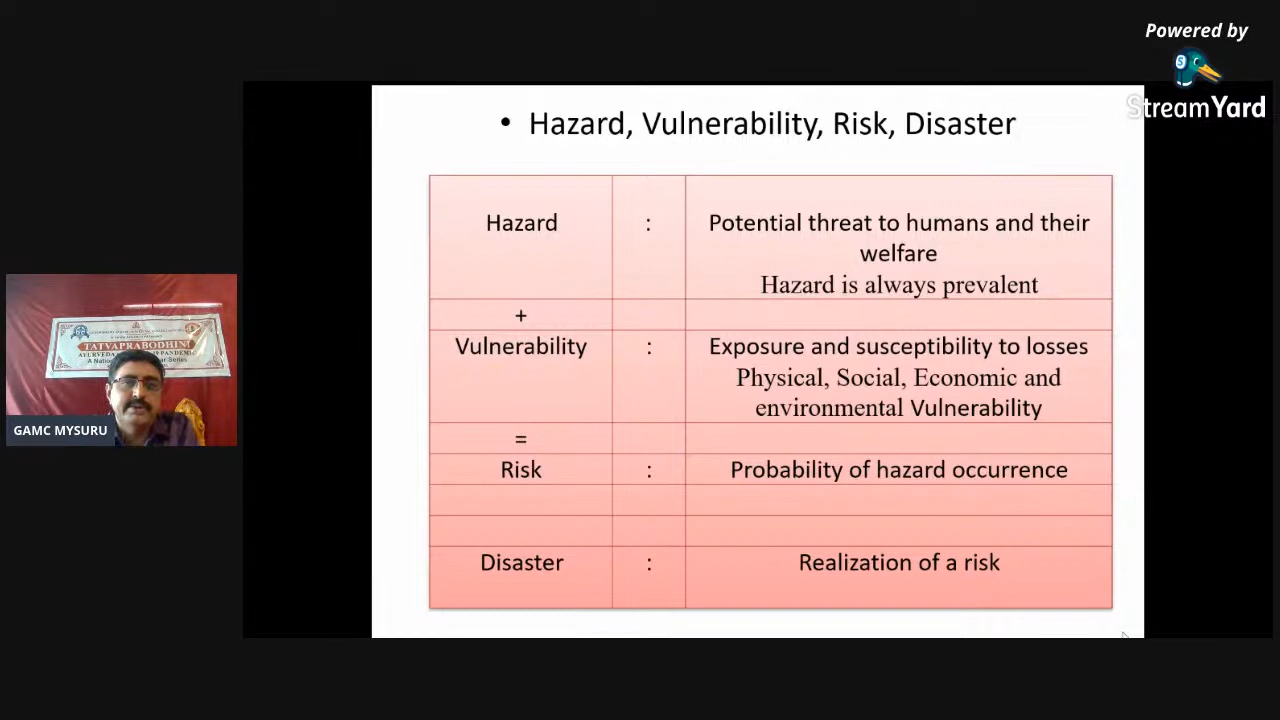 Powered by
StreamYard
• Hazard, Vulnerability, Risk, Disaster
Hazard : Potential threat to humans and their
welfare
Hazard is always prevalent
+
Vulnerability : Exposure and susceptibility to losses
Physical, Social, Economic and
environmental Vulnerability
=
Risk : Probability of hazard occurrence
Disaster : Realization of a risk
TATVAPRABODHINI
GAMC MYSURU